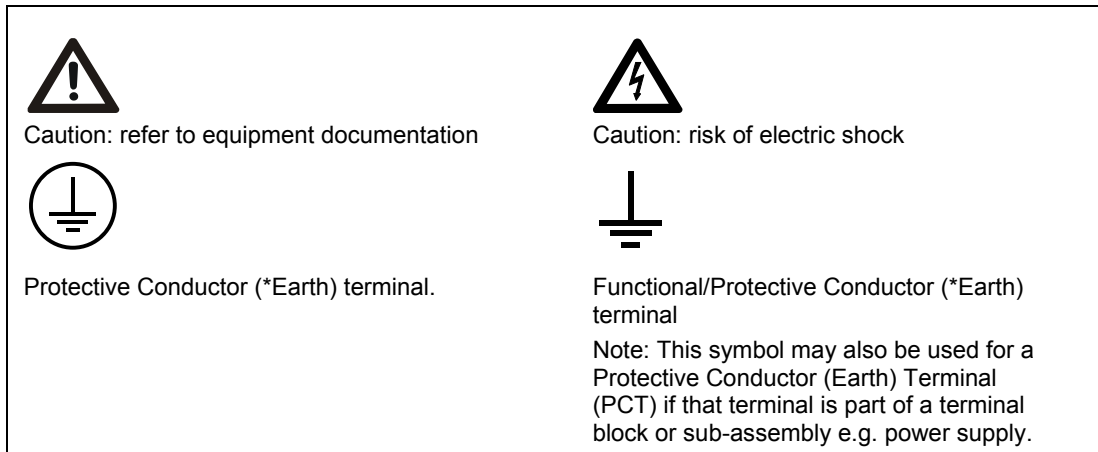 Caution: refer to equipment documentation
Caution: risk of electric shock
Protective Conductor (*Earth) terminal.
Functional/Protective Conductor (*Earth)
terminal
Note: This symbol may also be used for a
Protective Conductor (Earth) Terminal
(PCT) if that terminal is part of a terminal
block or sub-assembly e.g. power supply.